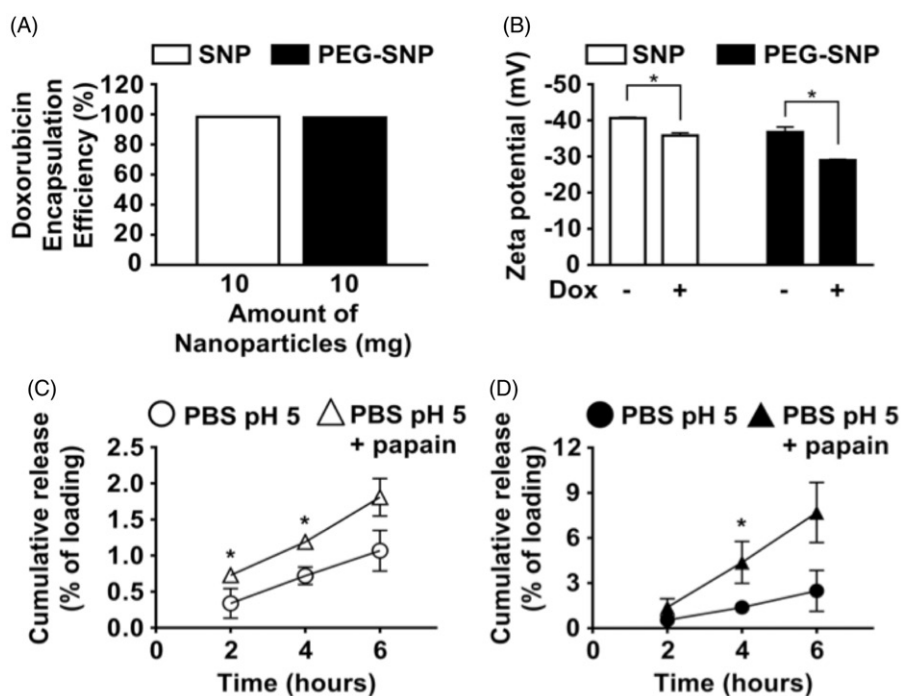 (A)
SNP PEG-SNP
Doxorubicin
Encapsulation
Efficiency (%)
120
100
80
60
40
20
0
10 10
Amount of
Nanoparticles (mg)
(B)
SNP PEG-SNP
Zeta potential (mV)
-50
-40
-30
-20
-10
0
* *
Dox - + - +
(C)
PBS pH 5 PBS pH 5
+ papain
Cumulative release
(% of loading)
2.5
2.0
1.5
1.0
0.5
0.0
* *
0 2 4 6
Time (hours)
(D)
PBS pH 5 PBS pH 5
+ papain
Cumulative release
(% of loading)
12
9
6
3
0
*
0 2 4 6
Time (hours)